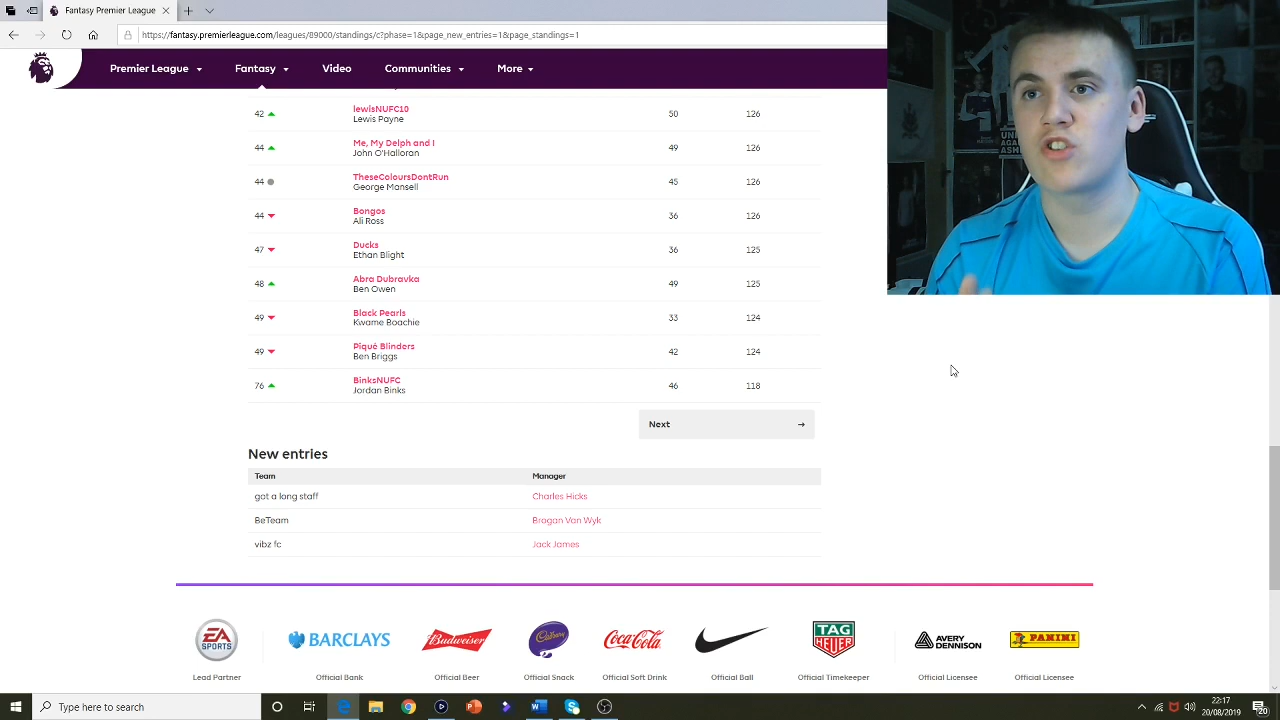 Fantasy Premier League
https://fantasy.premierleague.com/leagues/89000/standings/c?phase=1&page_new_entries=1&page_standings=1
Premier League Fantasy Video Communities More
42 lewisNUFC10 50 126
Lewis Payne
44 Me, My Delph and I 49 126
John O'Halloran
44 TheseColoursDontRun 45 126
George Mansell
44 Bongos 36 126
Ali Ross
47 Ducks 36 125
Ethan Blight
48 Abra Dubravka 49 125
Ben Owen
49 Black Pearls 33 124
Kwame Boachie
49 Piqué Blinders 42 124
Ben Briggs
76 BinksNUFC 46 118
Jordan Binks
Next →
New entries
Team Manager
got a long staff Charles Hicks
BeTeam Brogan Van Wyk
vibz fc Jack James
EA SPORTS BARCLAYS Budweiser Cadbury Coca-Cola TAG HEUER AVERY DENNISON PANINI
Lead Partner Official Bank Official Beer Official Snack Official Soft Drink Official Ball Official Timekeeper Official Licensee Official Licensee
Type here to search
22:17
20/08/2019
20